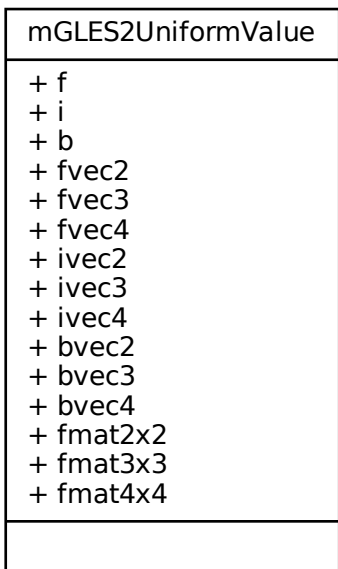 mGLES2UniformValue
+ f
+ i
+ b
+ fvec2
+ fvec3
+ fvec4
+ ivec2
+ ivec3
+ ivec4
+ bvec2
+ bvec3
+ bvec4
+ fmat2x2
+ fmat3x3
+ fmat4x4